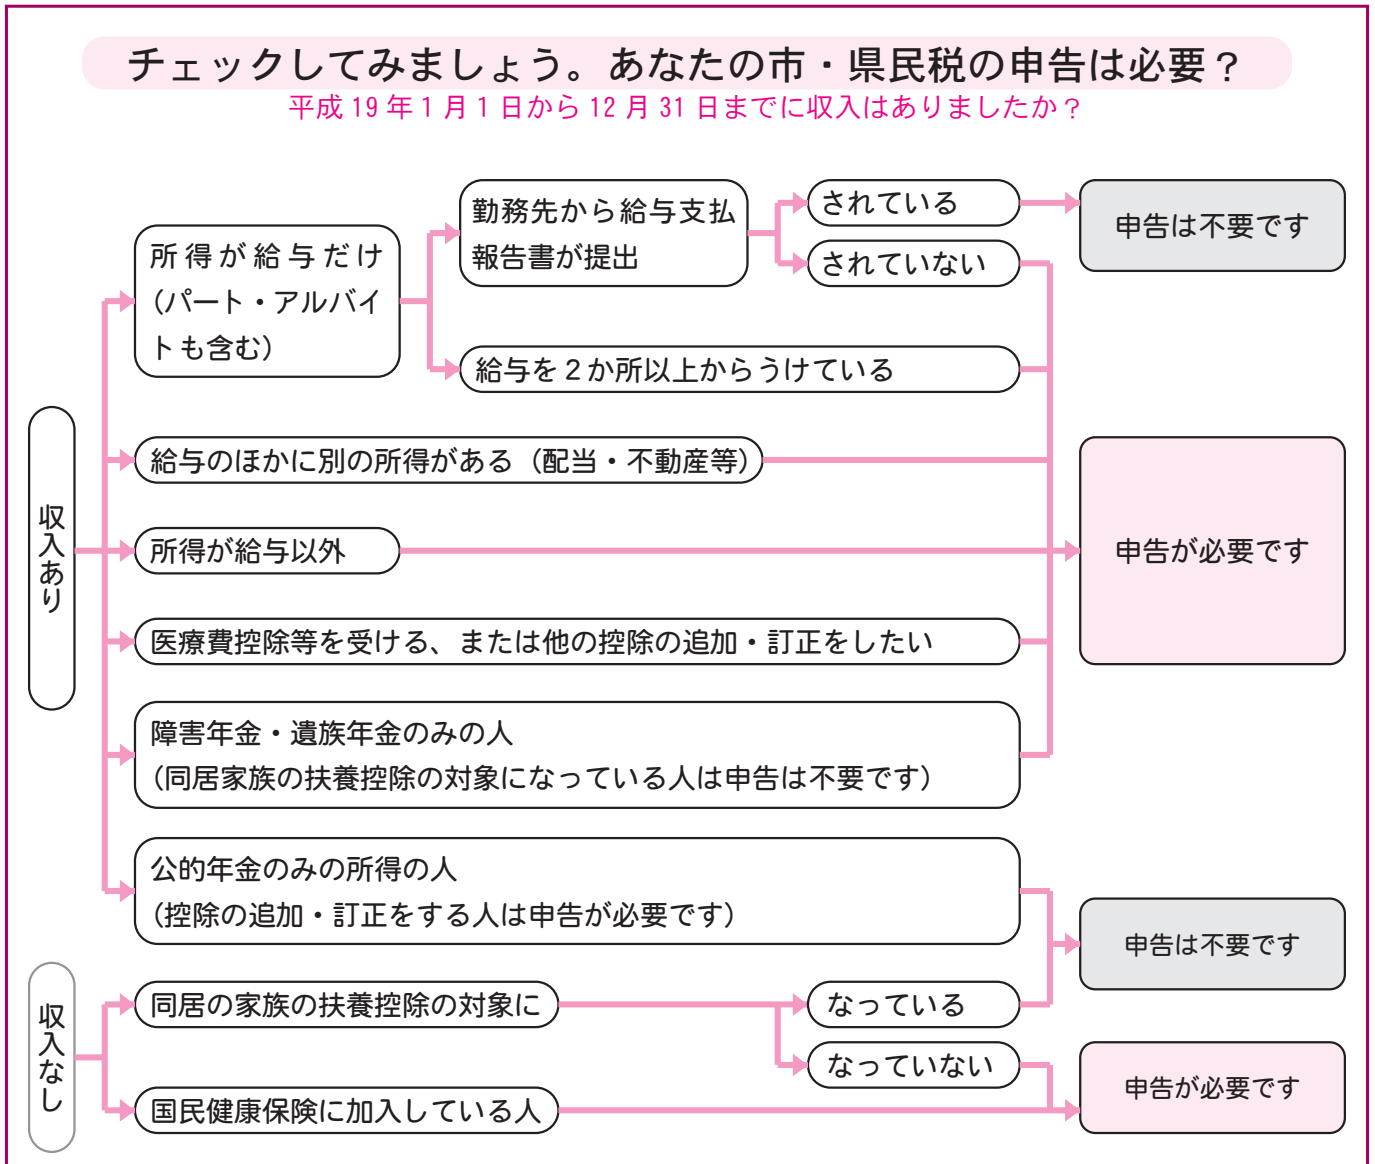 チェックしてみましょう。あなたの市・県民税の申告は必要？
平成19年1月1日から12月31日までに収入はありましたか？
収入あり
所得が給与だけ
（パート・アルバイ
トも含む）
勤務先から給与支払
報告書が提出
されている
されていない
申告は不要です
給与を２か所以上からうけている
給与のほかに別の所得がある（配当・不動産等）
所得が給与以外
申告が必要です
医療費控除等を受ける、または他の控除の追加・訂正をしたい
障害年金・遺族年金のみの人
（同居家族の扶養控除の対象になっている人は申告は不要です）
公的年金のみの所得の人
（控除の追加・訂正をする人は申告が必要です）
申告は不要です
収入なし
同居の家族の扶養控除の対象に
なっている
なっていない
国民健康保険に加入している人
申告が必要です